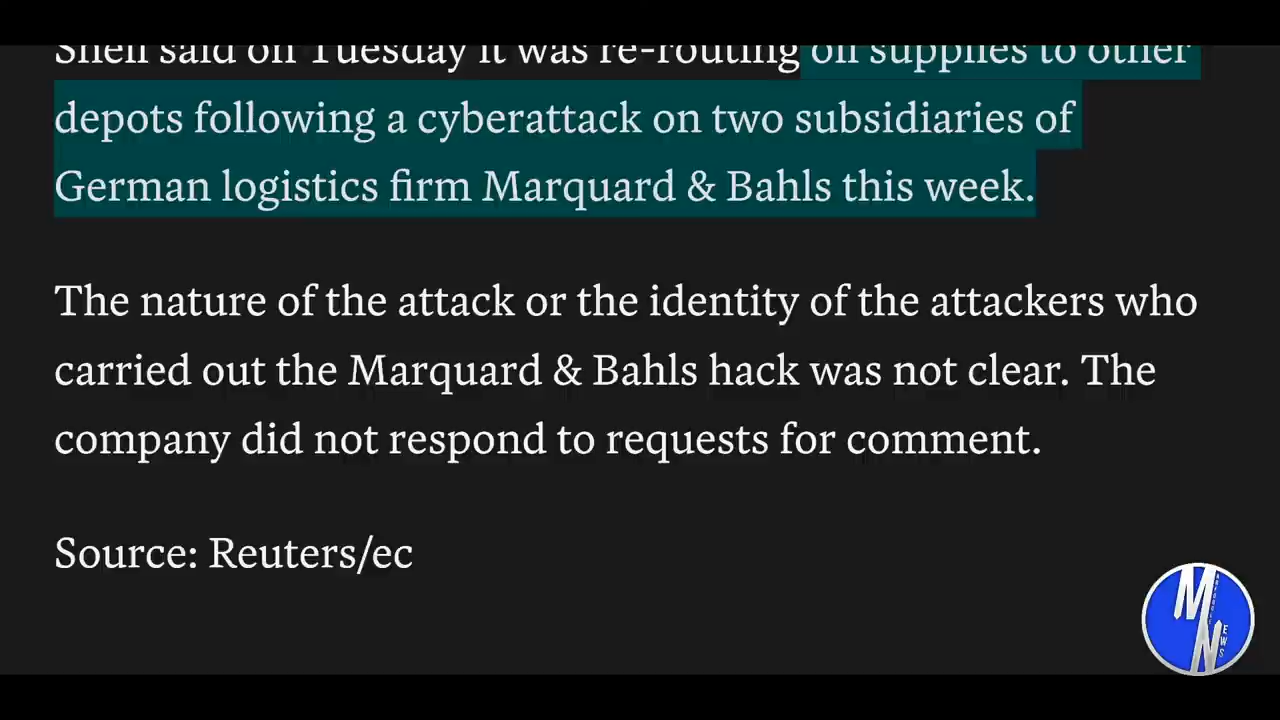 Shell said on Tuesday it was re-routing oil supplies to other
depots following a cyberattack on two subsidiaries of
German logistics firm Marquard & Bahls this week.
The nature of the attack or the identity of the attackers who
carried out the Marquard & Bahls hack was not clear. The
company did not respond to requests for comment.
Source: Reuters/ec
MN
EWS